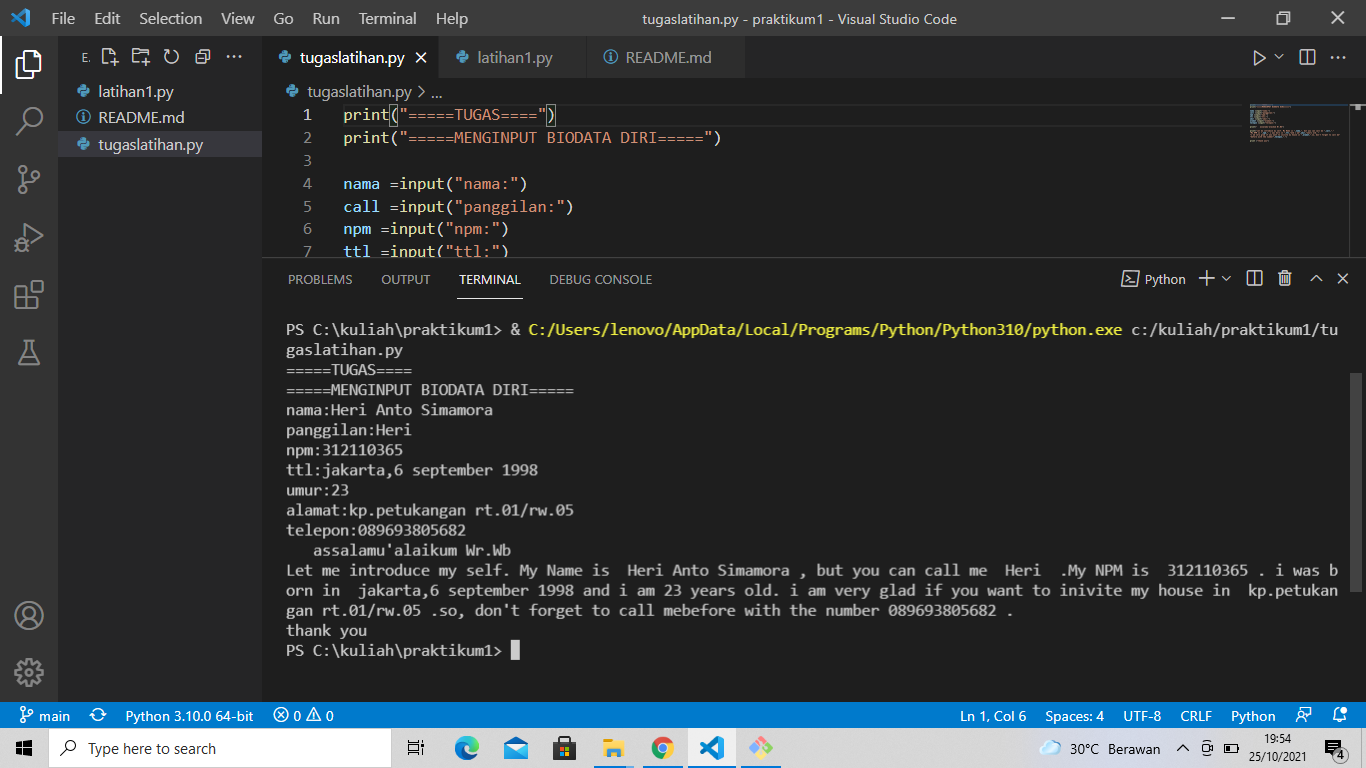 File Edit Selection View Go Run Terminal Help tugaslatihan.py - praktikum1 - Visual Studio Code
E. ...
tugaslatihan.py latihan1.py README.md
latihan1.py
README.md
tugaslatihan.py
tugaslatihan.py > ...
1 print("=====TUGAS====")
2 print("=====MENGINPUT BIODATA DIRI=====")
3
4 nama =input("nama:")
5 call =input("panggilan:")
6 npm =input("npm:")
7 ttl =input("ttl:")
PROBLEMS OUTPUT TERMINAL DEBUG CONSOLE Python
PS C:\kuliah\praktikum1> & C:/Users/lenovo/AppData/Local/Programs/Python/Python310/python.exe c:/kuliah/praktikum1/tu
gaslatihan.py
=====TUGAS====
=====MENGINPUT BIODATA DIRI=====
nama:Heri Anto Simamora
panggilan:Heri
npm:312110365
ttl:jakarta,6 september 1998
umur:23
alamat:kp.petukangan rt.01/rw.05
telepon:089693805682
   assalamu'alaikum Wr.Wb
Let me introduce my self. My Name is  Heri Anto Simamora , but you can call me  Heri  .My NPM is  312110365 . i was b
orn in  jakarta,6 september 1998 and i am 23 years old. i am very glad if you want to inivite my house in  kp.petukan
gan rt.01/rw.05 .so, don't forget to call mebefore with the number 089693805682 .
thank you
PS C:\kuliah\praktikum1>
main Python 3.10.0 64-bit 0 0 Ln 1, Col 6 Spaces: 4 UTF-8 CRLF Python
Type here to search 30°C Berawan 19:54
25/10/2021 4